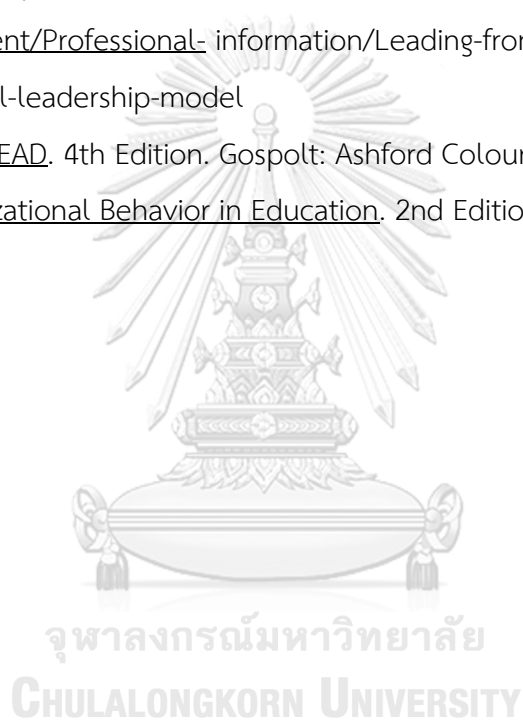 ent/Professional- information/Leading-fron
l-leadership-model
EAD. 4th Edition. Gospolt: Ashford Colour
zational Behavior in Education. 2nd Editio
จุฬาลงกรณ์มหาวิทยาลัย
CHULALONGKORN UNIVERSITY